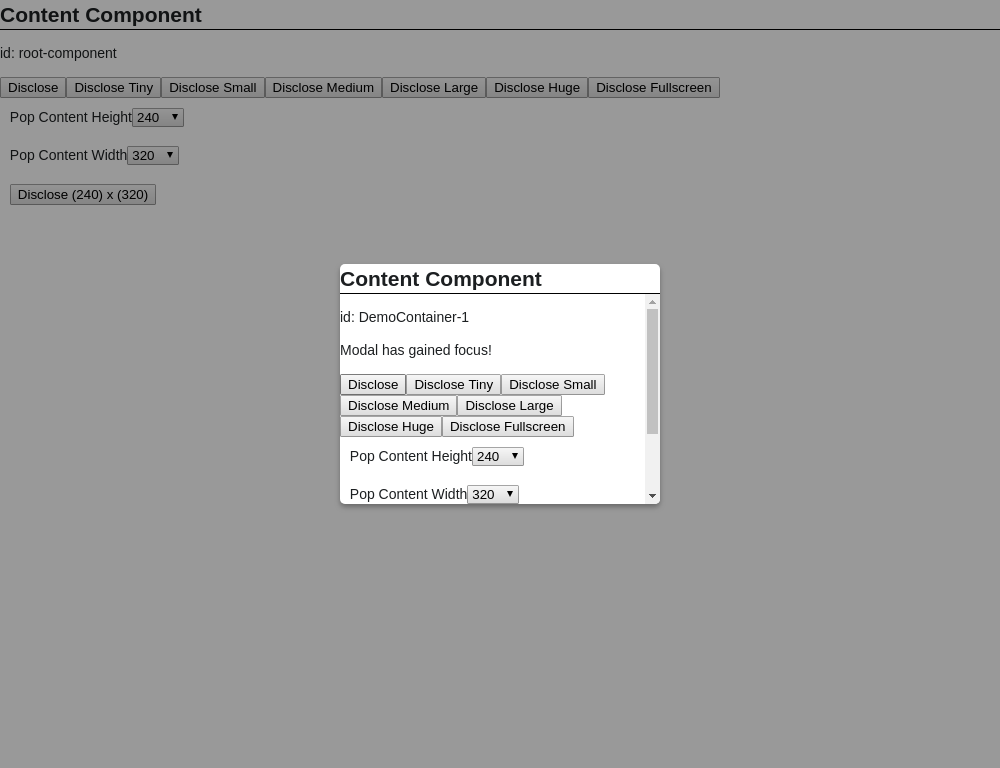 Content Component
id: root-component
Disclose Disclose Tiny Disclose Small Disclose Medium Disclose Large Disclose Huge Disclose Fullscreen
Pop Content Height 240
Pop Content Width 320
Disclose (240) x (320)
Content Component
id: DemoContainer-1
Modal has gained focus!
Disclose Disclose Tiny Disclose Small
Disclose Medium Disclose Large
Disclose Huge Disclose Fullscreen
Pop Content Height 240
Pop Content Width 320